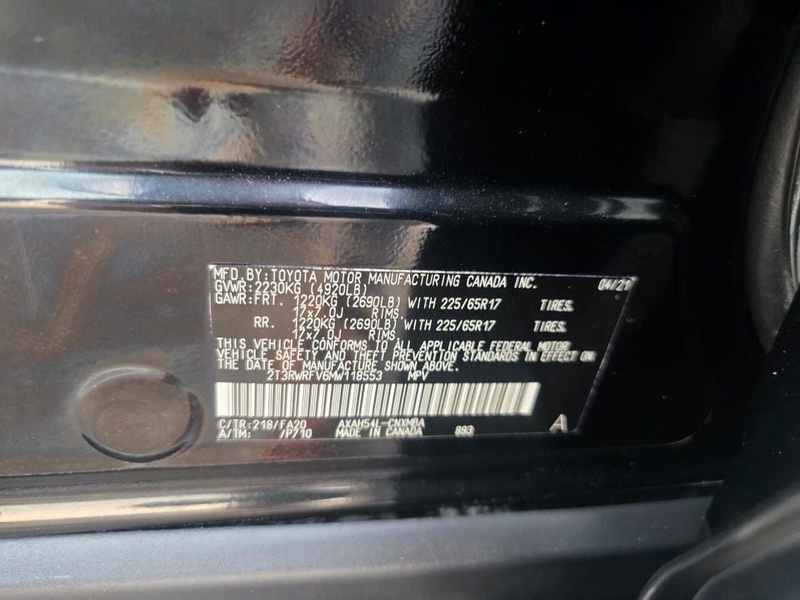 MFD.BY:TOYOTA MOTOR MANUFACTURING CANADA INC. 04/21
GVWR:2230KG (4920LB)
GAWR:FRT. 1220KG (2690LB) WITH 225/65R17 TIRES.
17x7.0J RIMS.
RR. 1220KG (2690LB) WITH 225/65R17 TIRES.
17x7.0J RIMS.
THIS VEHICLE CONFORMS TO ALL APPLICABLE FEDERAL MOTOR
VEHICLE SAFETY AND THEFT PREVENTION STANDARDS IN EFFECT ON
THE DATE OF MANUFACTURE SHOWN ABOVE.
2T3RWRFV6MW118553 MPV
C/TR:218/FA20 AXAH54L-CNXMBA
A/TM: /P710 MADE IN CANADA 893 A